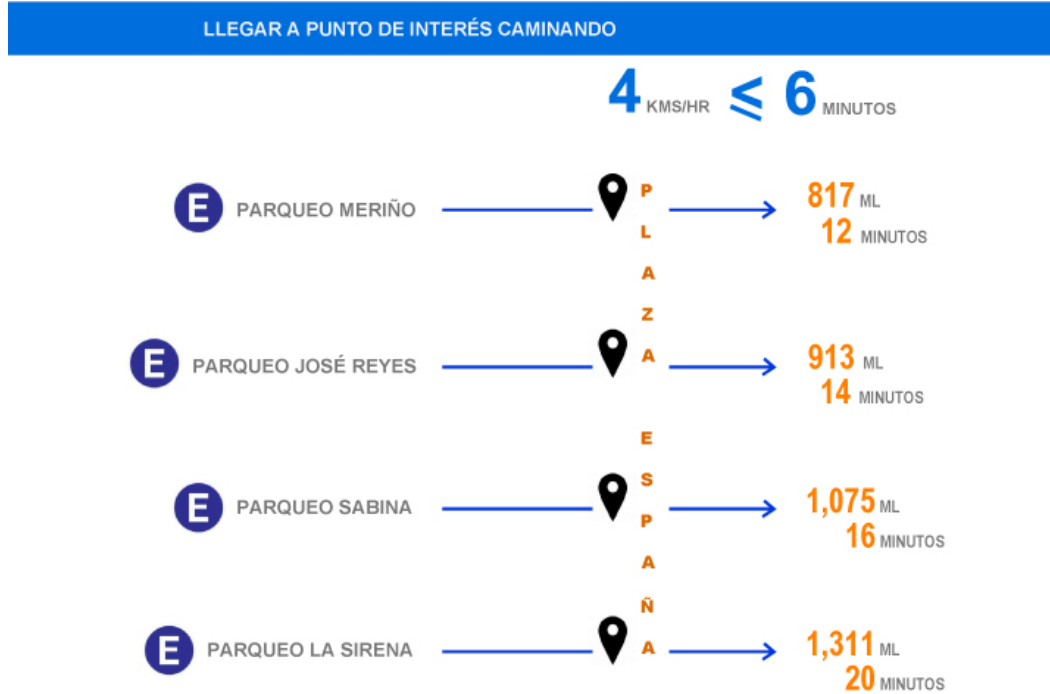 LLEGAR A PUNTO DE INTERÉS CAMINANDO
4 KMS/HR ≤ 6 MINUTOS
E PARQUEO MERIÑO
817 ML
12 MINUTOS
E PARQUEO JOSÉ REYES
913 ML
14 MINUTOS
E PARQUEO SABINA
1,075 ML
16 MINUTOS
E PARQUEO LA SIRENA
1,311 ML
20 MINUTOS
PLAZA ESPAÑA